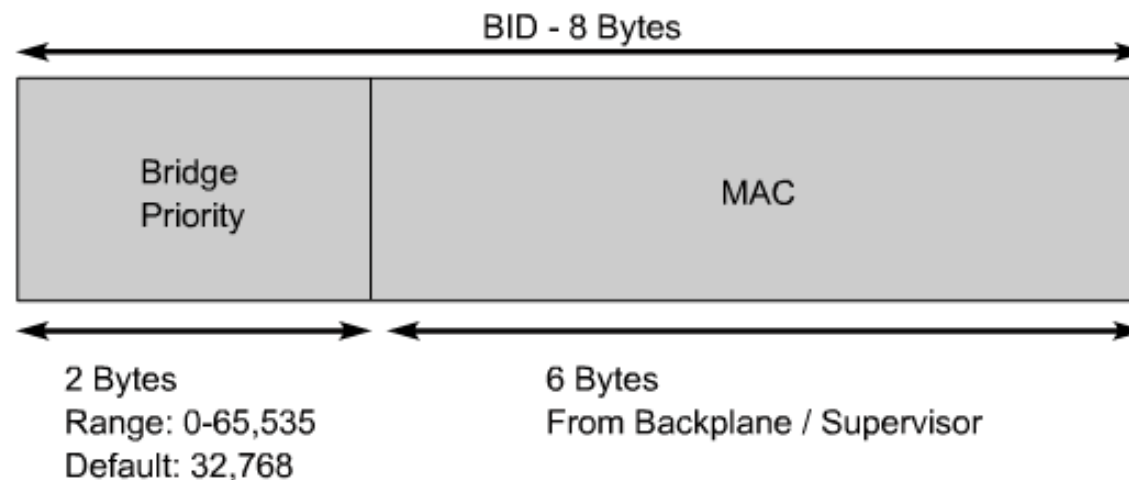 BID - 8 Bytes
Bridge
Priority
MAC
2 Bytes
Range: 0-65,535
Default: 32,768
6 Bytes
From Backplane / Supervisor